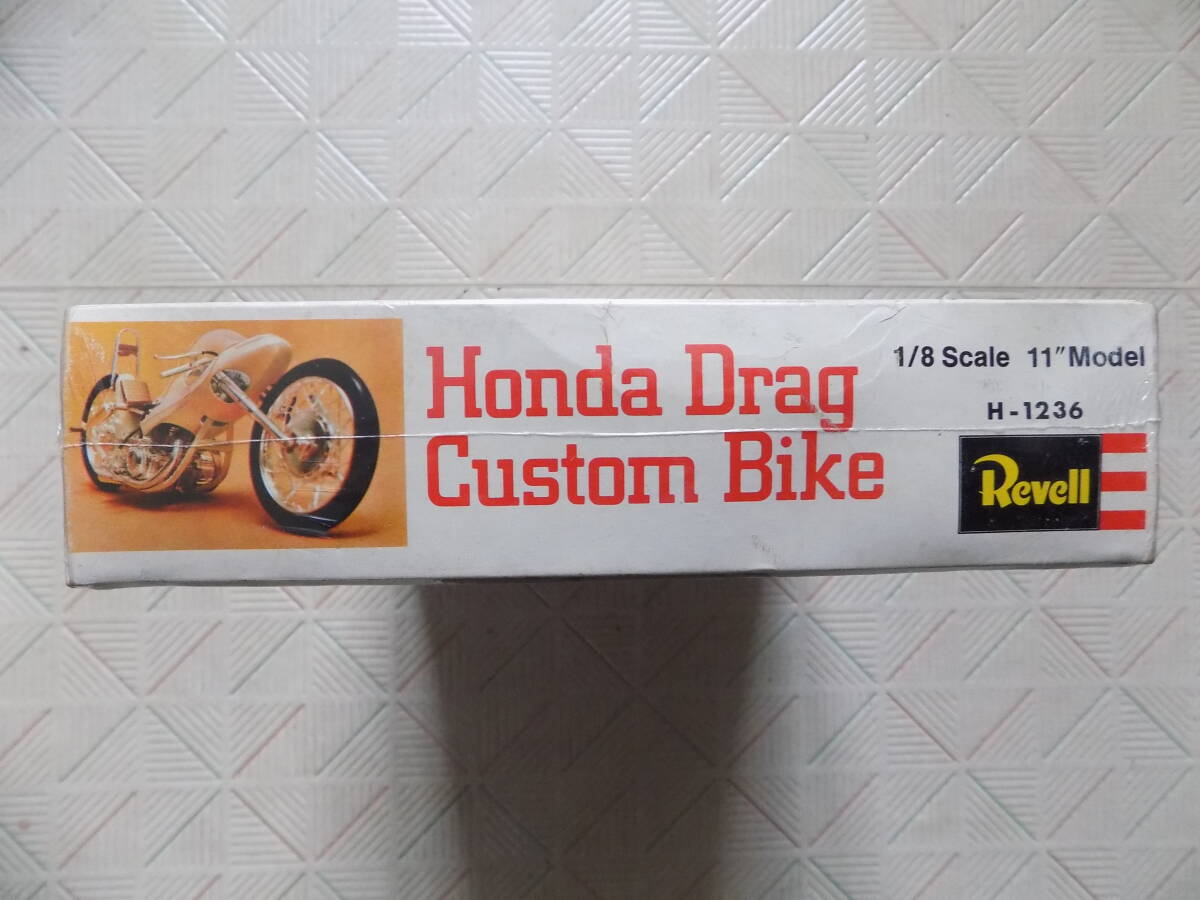 Honda Drag
Custom Bike
1/8 Scale 11" Model
H-1236
Revell